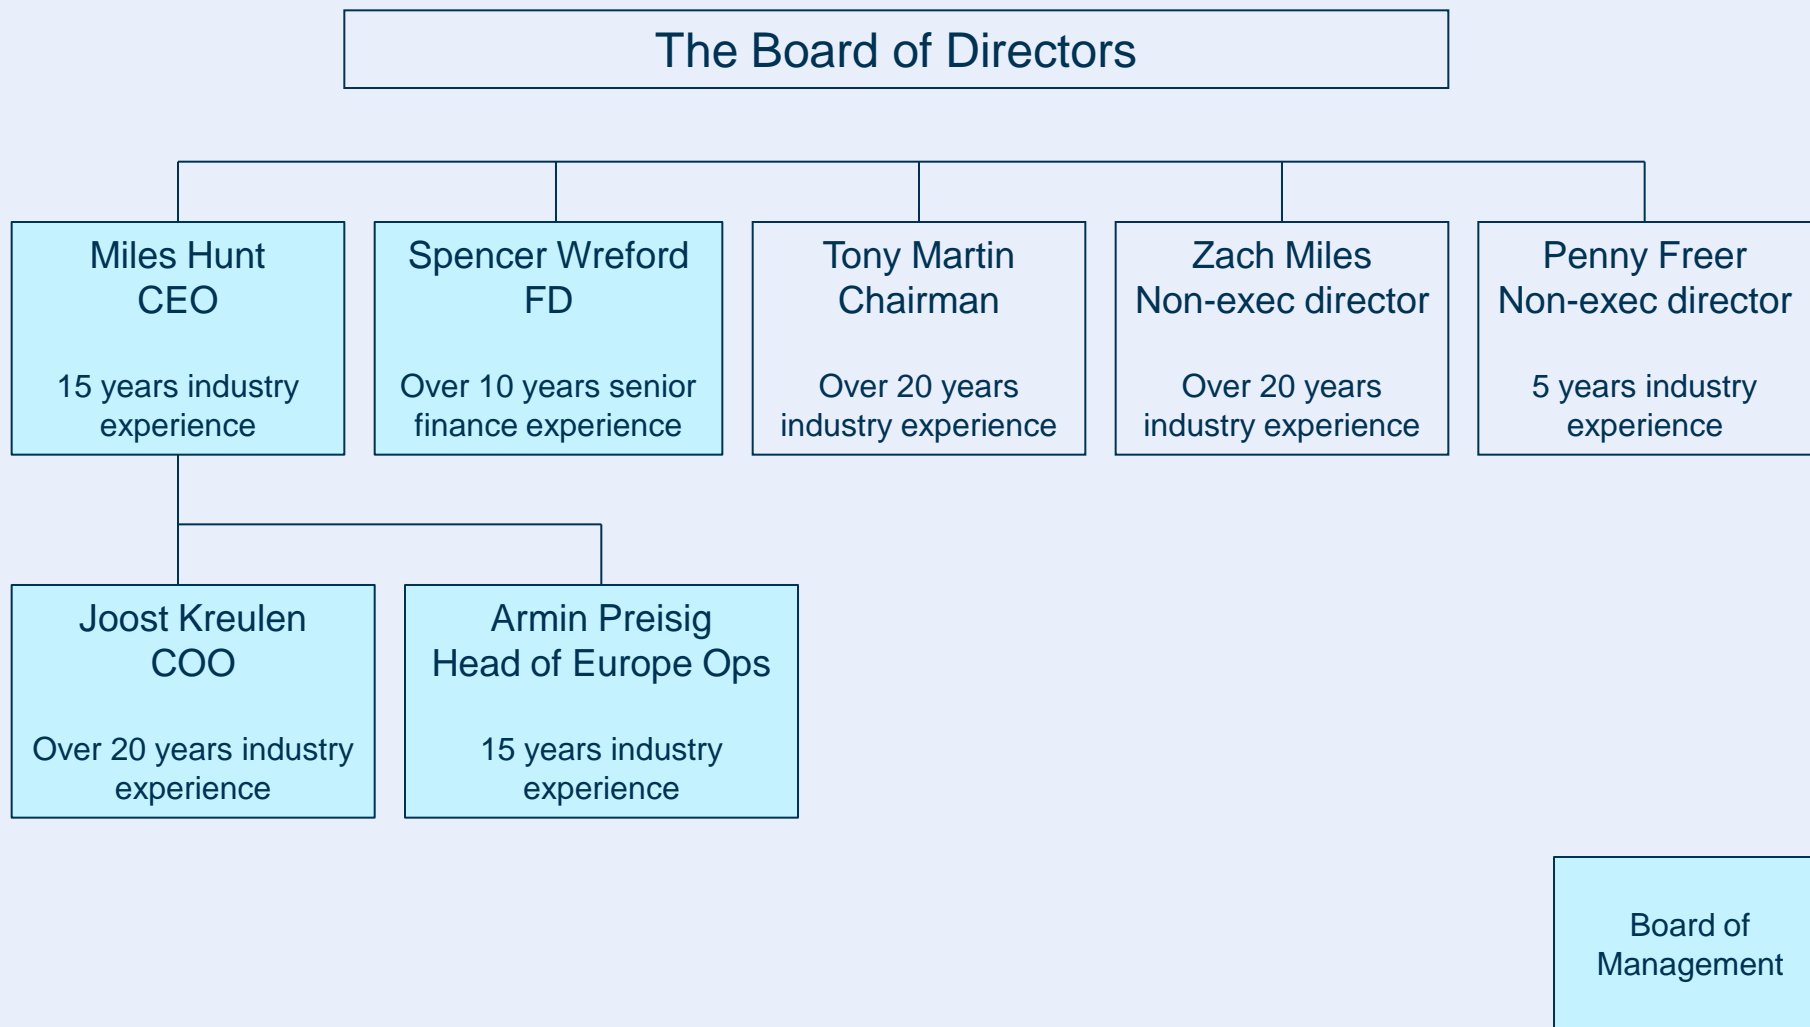 The Board of Directors
Miles Hunt
CEO
15 years industry
experience
Spencer Wreford
FD
Over 10 years senior
finance experience
Tony Martin
Chairman
Over 20 years
industry experience
Zach Miles
Non-exec director
Over 20 years
industry experience
Penny Freer
Non-exec director
5 years industry
experience
Joost Kreulen
COO
Over 20 years industry
experience
Armin Preisig
Head of Europe Ops
15 years industry
experience
Board of
Management